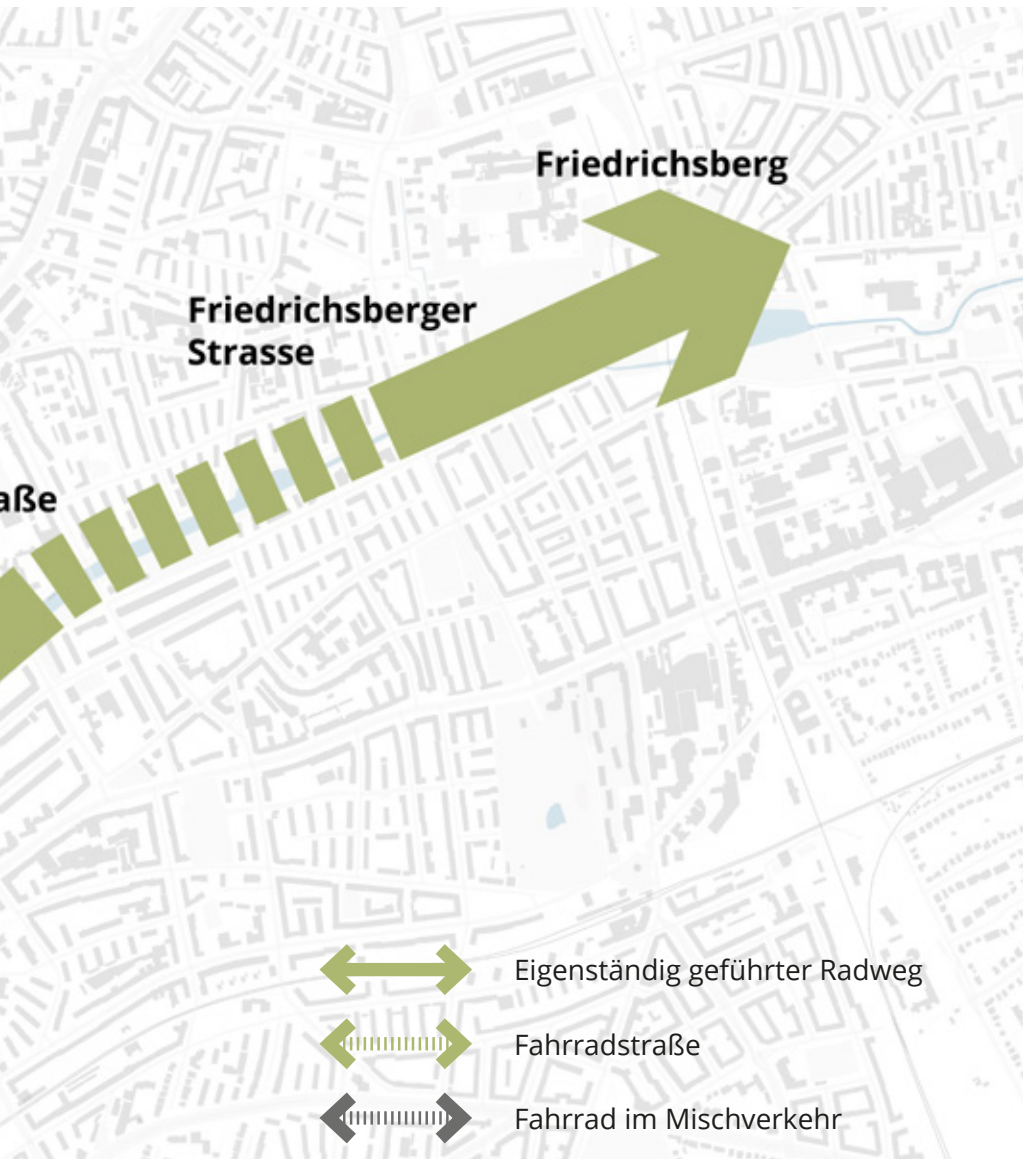 Friedrichsberg
Friedrichsberger
Strasse
aße
Eigenständig geführter Radweg
Fahrradstraße
Fahrrad im Mischverkehr